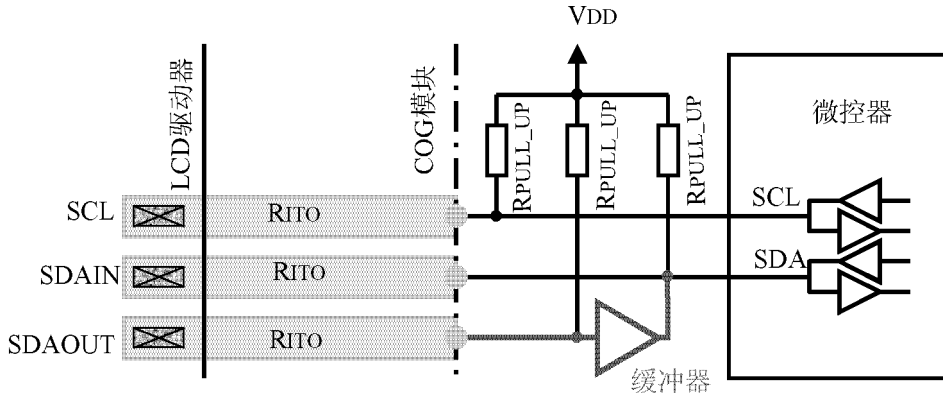 VDD
LCD驱动器
COG模块
RPULL_UP
RPULL_UP
RPULL_UP
微控器
SCL
RITO
SCL
SDAIN
RITO
SDA
SDAOUT
RITO
缓冲器